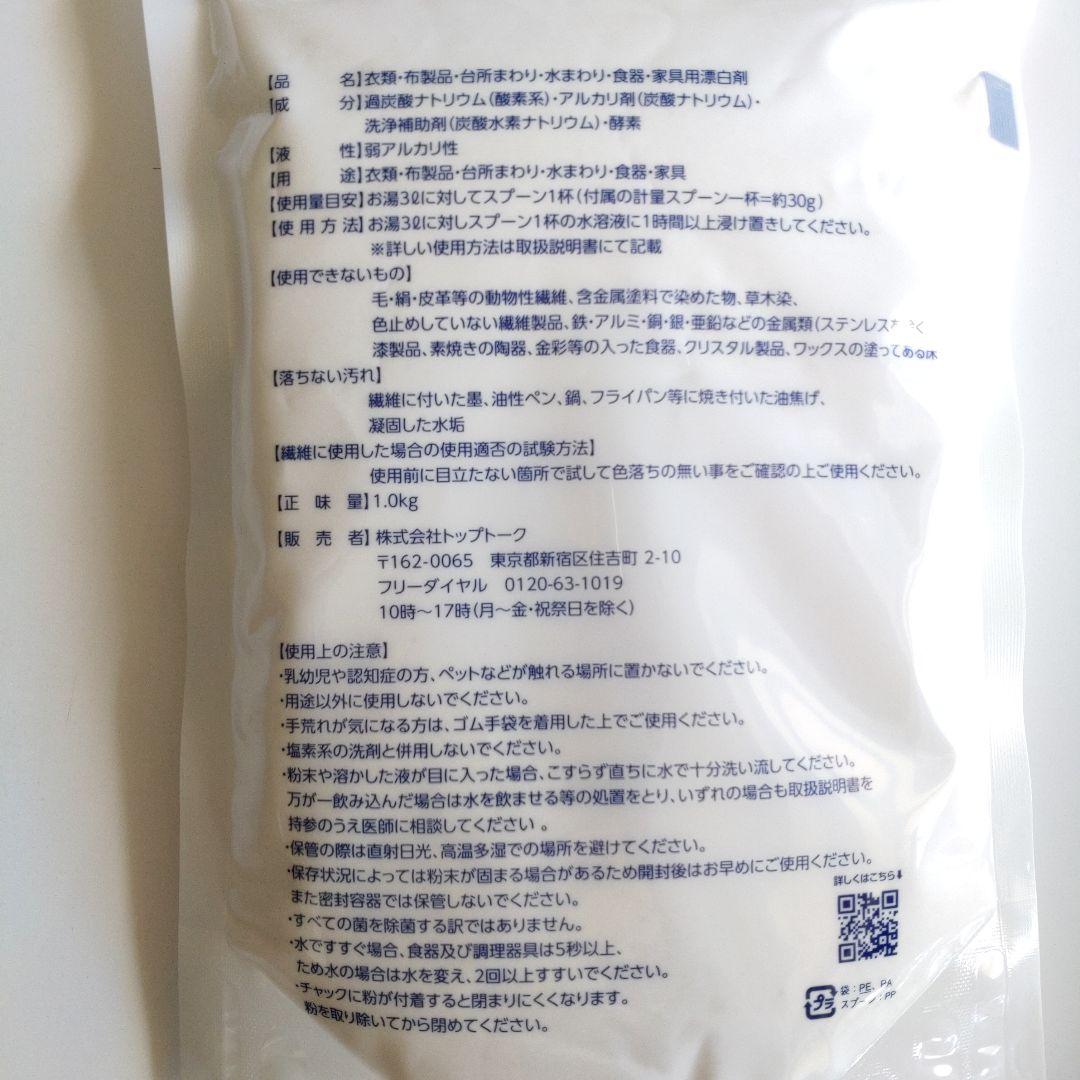 【品 名】衣類・布製品・台所まわり・水まわり・食器・家具用漂白剤
【成 分】過炭酸ナトリウム(酸素系)・アルカリ剤(炭酸ナトリウム)・
洗浄補助剤(炭酸水素ナトリウム)・酵素
【液 性】弱アルカリ性
【用 途】衣類・布製品・台所まわり・水まわり・食器・家具
【使用量目安】お湯3ℓに対してスプーン1杯(付属の計量スプーン一杯=約30g)
【使用方法】お湯3ℓに対しスプーン1杯の水溶液に1時間以上浸け置きしてください。
※詳しい使用方法は取扱説明書にて記載
【使用できないもの】
毛・絹・皮革等の動物性繊維、含金属塗料で染めた物、草木染、
色止めしていない繊維製品、鉄・アルミ・銅・銀・亜鉛などの金属類(ステンレスを除く
漆製品、素焼きの陶器、金彩等の入った食器、クリスタル製品、ワックスの塗ってある床
【落ちない汚れ】
繊維に付いた墨、油性ペン、鍋、フライパン等に焼き付いた油焦げ、
凝固した水垢
【繊維に使用した場合の使用適否の試験方法】
使用前に目立たない箇所で試して色落ちの無い事をご確認の上ご使用ください。
【正 味 量】1.0kg
【販 売 者】株式会社トップトーク
〒162-0065 東京都新宿区住吉町 2-10
フリーダイヤル 0120-63-1019
10時～17時(月～金・祝祭日を除く)
【使用上の注意】
・乳幼児や認知症の方、ペットなどが触れる場所に置かないでください。
・用途以外に使用しないでください。
・手荒れが気になる方は、ゴム手袋を着用した上でご使用ください。
・塩素系の洗剤と併用しないでください。
・粉末や溶かした液が目に入った場合、こすらず直ちに水で十分洗い流してください。
万が一飲み込んだ場合は水を飲ませる等の処置をとり、いずれの場合も取扱説明書を
持参のうえ医師に相談してください 。
・保管の際は直射日光、高温多湿での場所を避けてください。
・保存状況によっては粉末が固まる場合があるため開封後はお早めにご使用ください。
また密封容器では保管しないでください。
・すべての菌を除菌する訳ではありません。
・水ですすぐ場合、食器及び調理器具は5秒以上、
ため水の場合は水を変え、2回以上すすいでください。
・チャックに粉が付着すると閉まりにくくなります。
粉を取り除いてから閉めてください。
詳しくはこちら⬇
プラ
袋:PE、PA
スプーン:PP